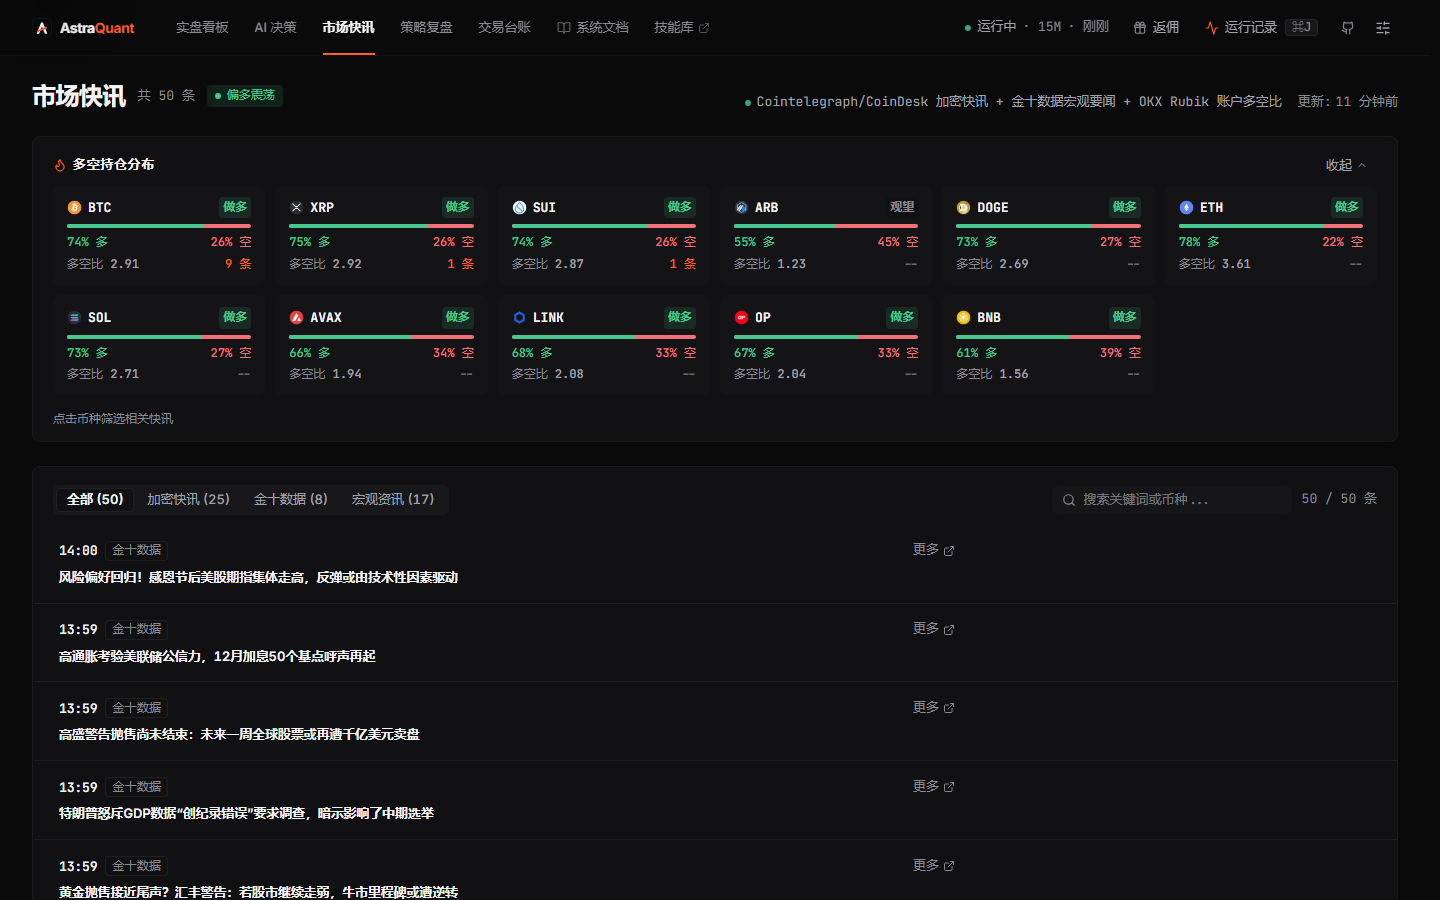 AstraQuant 实盘看板 AI 决策 市场快讯 策略复盘 交易台账 系统文档 技能库 运行中 · 15M · 刚刚 返佣 运行记录 ⌘J
市场快讯 共 50 条 偏多震荡 Cointelegraph/CoinDesk 加密快讯 + 金十数据宏观要闻 + OKX Rubik 账户多空比 更新: 11 分钟前
多空持仓分布 收起
BTC 做多
74% 多 26% 空
多空比 2.91 9 条
XRP 做多
75% 多 26% 空
多空比 2.92 1 条
SUI 做多
74% 多 26% 空
多空比 2.87 1 条
ARB 观望
55% 多 45% 空
多空比 1.23 --
DOGE 做多
73% 多 27% 空
多空比 2.69 --
ETH 做多
78% 多 22% 空
多空比 3.61 --
SOL 做多
73% 多 27% 空
多空比 2.71 --
AVAX 做多
66% 多 34% 空
多空比 1.94 --
LINK 做多
68% 多 33% 空
多空比 2.08 --
OP 做多
67% 多 33% 空
多空比 2.04 --
BNB 做多
61% 多 39% 空
多空比 1.56 --
点击币种筛选相关快讯
全部 (50) 加密快讯 (25) 金十数据 (8) 宏观资讯 (17) 搜索关键词或币种 ... 50 / 50 条
14:00 金十数据 更多
风险偏好回归！感恩节后美股期指集体走高，反弹或由技术性因素驱动
13:59 金十数据 更多
高通胀考验美联储公信力，12月加息50个基点呼声再起
13:59 金十数据 更多
高盛警告抛售尚未结束：未来一周全球股票或再遭千亿美元卖盘
13:59 金十数据 更多
特朗普怒斥GDP数据“创纪录错误”要求调查，暗示影响了中期选举
13:59 金十数据 更多
黄金抛售接近尾声？汇丰警告：若股市继续走弱，牛市里程碑或遭逆转